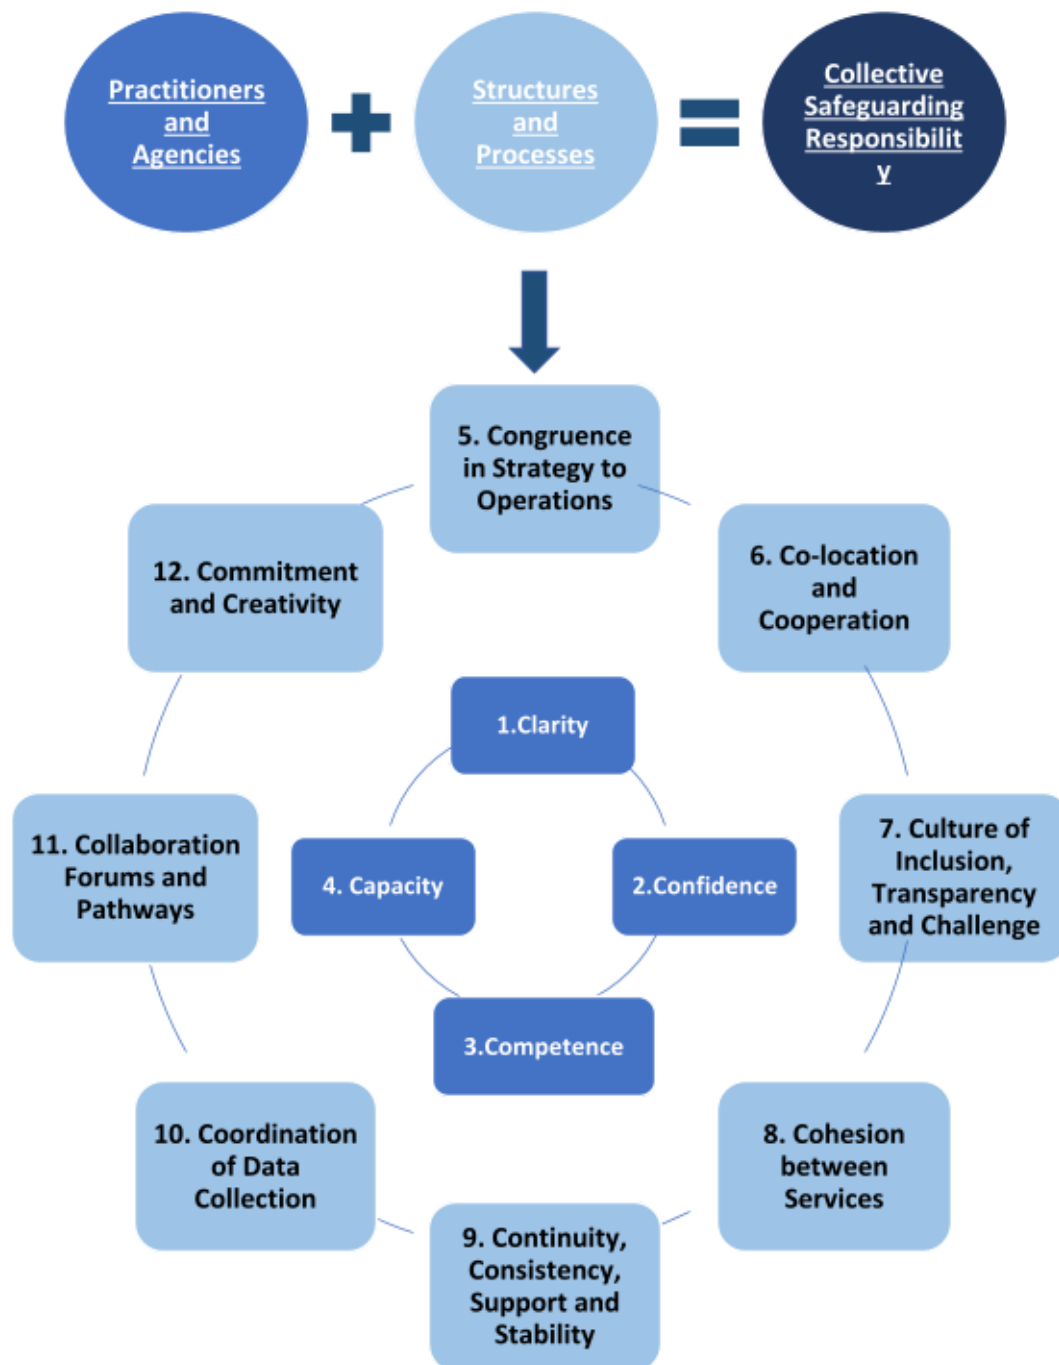 Practitioners
and
Agencies
Structures
and
Processes
Collective
Safeguarding
Responsibilit
y
5. Congruence
in Strategy to
Operations
12. Commitment
and Creativity
6. Co-location
and
Cooperation
1.Clarity
11. Collaboration
Forums and
Pathways
4. Capacity
2.Confidence
7. Culture of
Inclusion,
Transparency
and Challenge
3.Competence
10. Coordination
of Data
Collection
8. Cohesion
between
Services
9. Continuity,
Consistency,
Support and
Stability